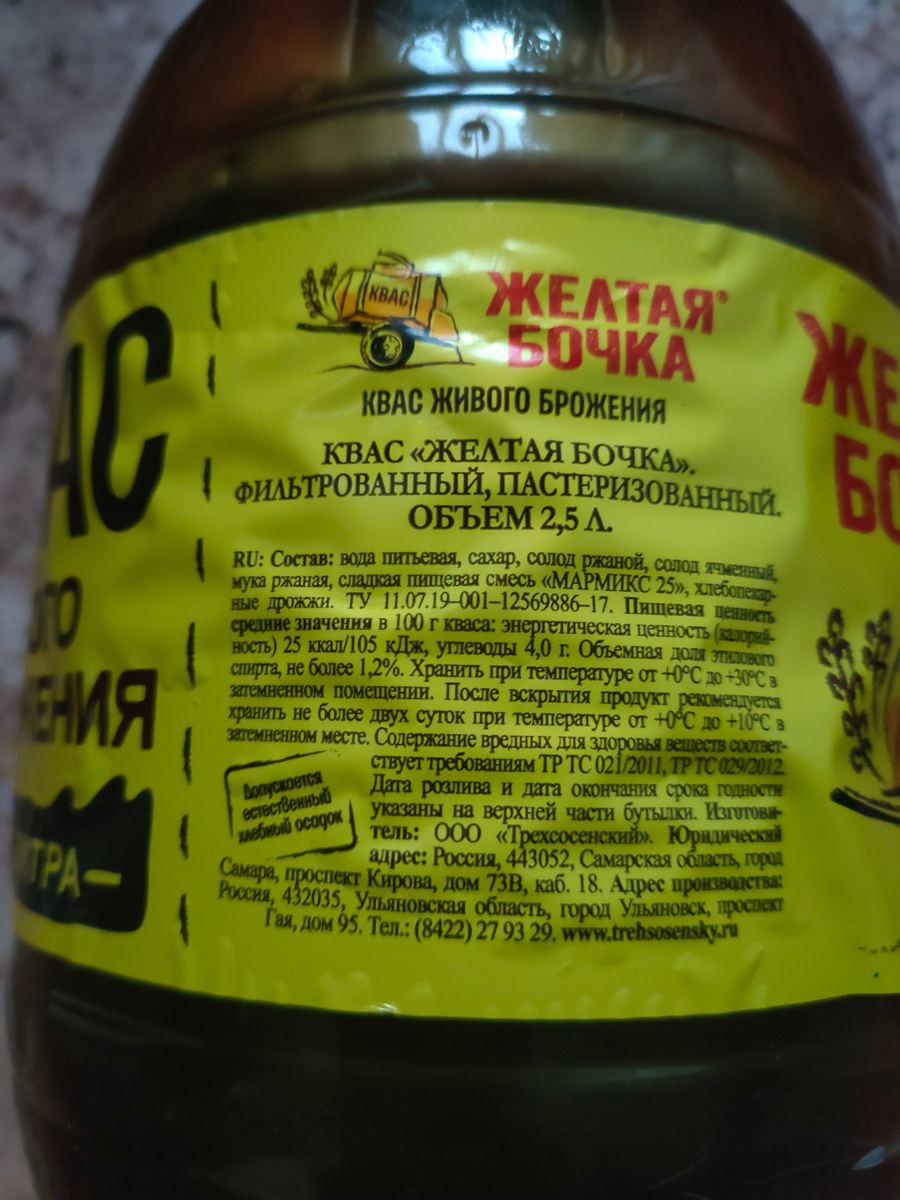 КВАС
ЖЕЛТАЯ®
БОЧКА
КВАС ЖИВОГО БРОЖЕНИЯ
КВАС «ЖЕЛТАЯ БОЧКА».
ФИЛЬТРОВАННЫЙ, ПАСТЕРИЗОВАННЫЙ.
ОБЪЕМ 2,5 Л.
RU: Состав: вода питьевая, сахар, солод ржаной, солод ячменный,
мука ржаная, сладкая пищевая смесь «МАРМИКС 25», хлебопекар-
ные дрожжи. ТУ 11.07.19–001–12569886–17. Пищевая ценность
средние значения в 100 г кваса: энергетическая ценность (калорий-
ность) 25 ккал/105 кДж, углеводы 4,0 г. Объемная доля этилового
спирта, не более 1,2%. Хранить при температуре от +0°С до +30°С в
затемненном помещении. После вскрытия продукт рекомендуется
хранить не более двух суток при температуре от +0°С до +10°С в
затемненном месте. Содержание вредных для здоровья веществ соответ-
ствует требованиям ТР ТС 021/2011, ТР ТС 029/2012.
Дата розлива и дата окончания срока годности
указаны на верхней части бутылки. Изготови-
тель: ООО «Трехсосенский». Юридический
адрес: Россия, 443052, Самарская область, город
Самара, проспект Кирова, дом 73В, каб. 18. Адрес производства:
Россия, 432035, Ульяновская область, город Ульяновск, проспект
Гая, дом 95. Тел.: (8422) 27 93 29. www.trehsosensky.ru
Допускается
естественный
хлебный осадок
АС
ОГО
ЕНИЯ
ИТРА–
ЖЕ
БО